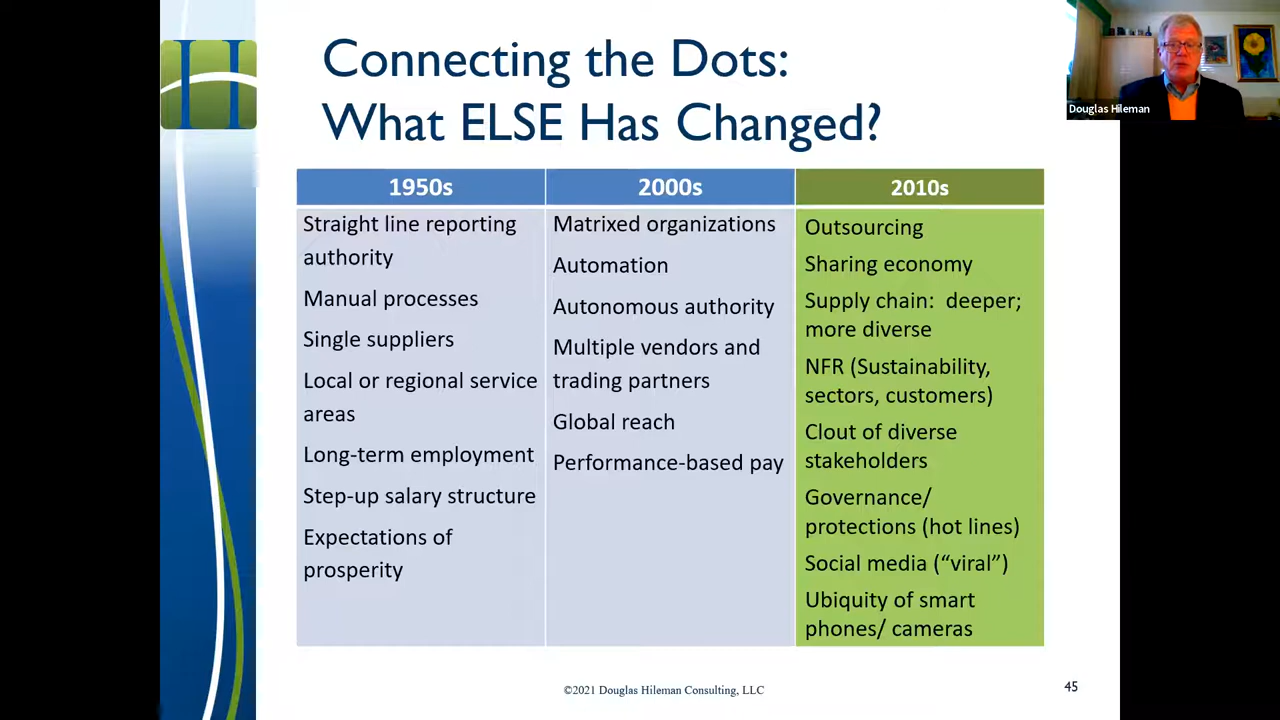 Connecting the Dots:
What ELSE Has Changed?
Douglas Hileman
1950s
Straight line reporting
authority
Manual processes
Single suppliers
Local or regional service
areas
Long-term employment
Step-up salary structure
Expectations of
prosperity
2000s
Matrixed organizations
Automation
Autonomous authority
Multiple vendors and
trading partners
Global reach
Performance-based pay
2010s
Outsourcing
Sharing economy
Supply chain:  deeper;
more diverse
NFR (Sustainability,
sectors, customers)
Clout of diverse
stakeholders
Governance/
protections (hot lines)
Social media (“viral”)
Ubiquity of smart
phones/ cameras
©2021 Douglas Hileman Consulting, LLC
45